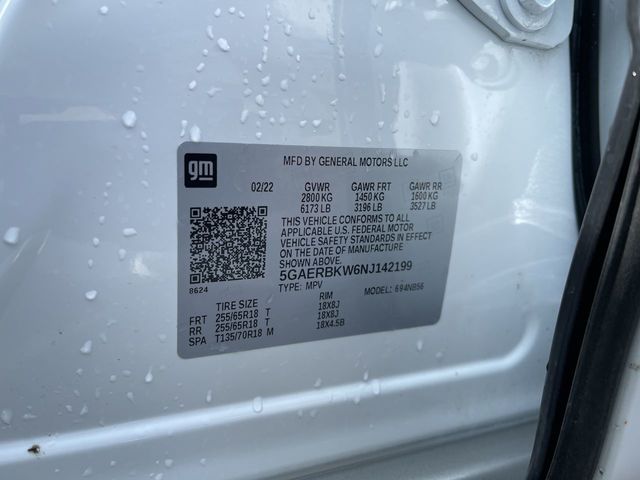 gm
MFD BY GENERAL MOTORS LLC
02/22 GVWR GAWR FRT GAWR RR
2800 KG 1450 KG 1600 KG
6173 LB 3196 LB 3527 LB
THIS VEHICLE CONFORMS TO ALL
APPLICABLE U.S. FEDERAL MOTOR
VEHICLE SAFETY STANDARDS IN EFFECT
ON THE DATE OF MANUFACTURE SHOWN ABOVE
5GAERBKW6NJ142199
8624 TYPE: MPV MODEL: 694NB56
TIRE SIZE RIM
FRT 255/65R18 T 18X8J
RR 255/65R18 T 18X8J
SPA T135/70R18 M 18X4.5B